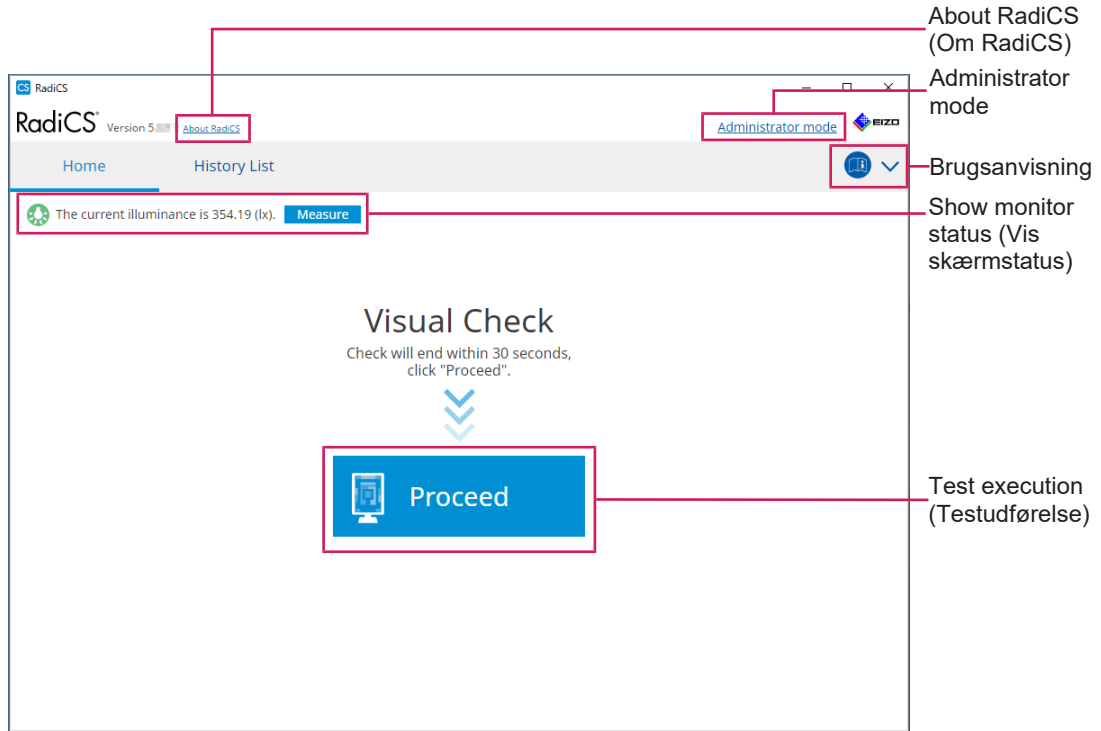 About RadiCS
(Om RadiCS)
Administrator
mode
Brugsanvisning
Show monitor
status (Vis
skærmstatus)
Test execution
(Testudførelse)
CS RadiCS
RadiCS® Version 5. About RadiCS
Administrator mode EIZO
Home History List
The current illuminance is 354.19 (lx). Measure
Visual Check
Check will end within 30 seconds,
click "Proceed".
Proceed